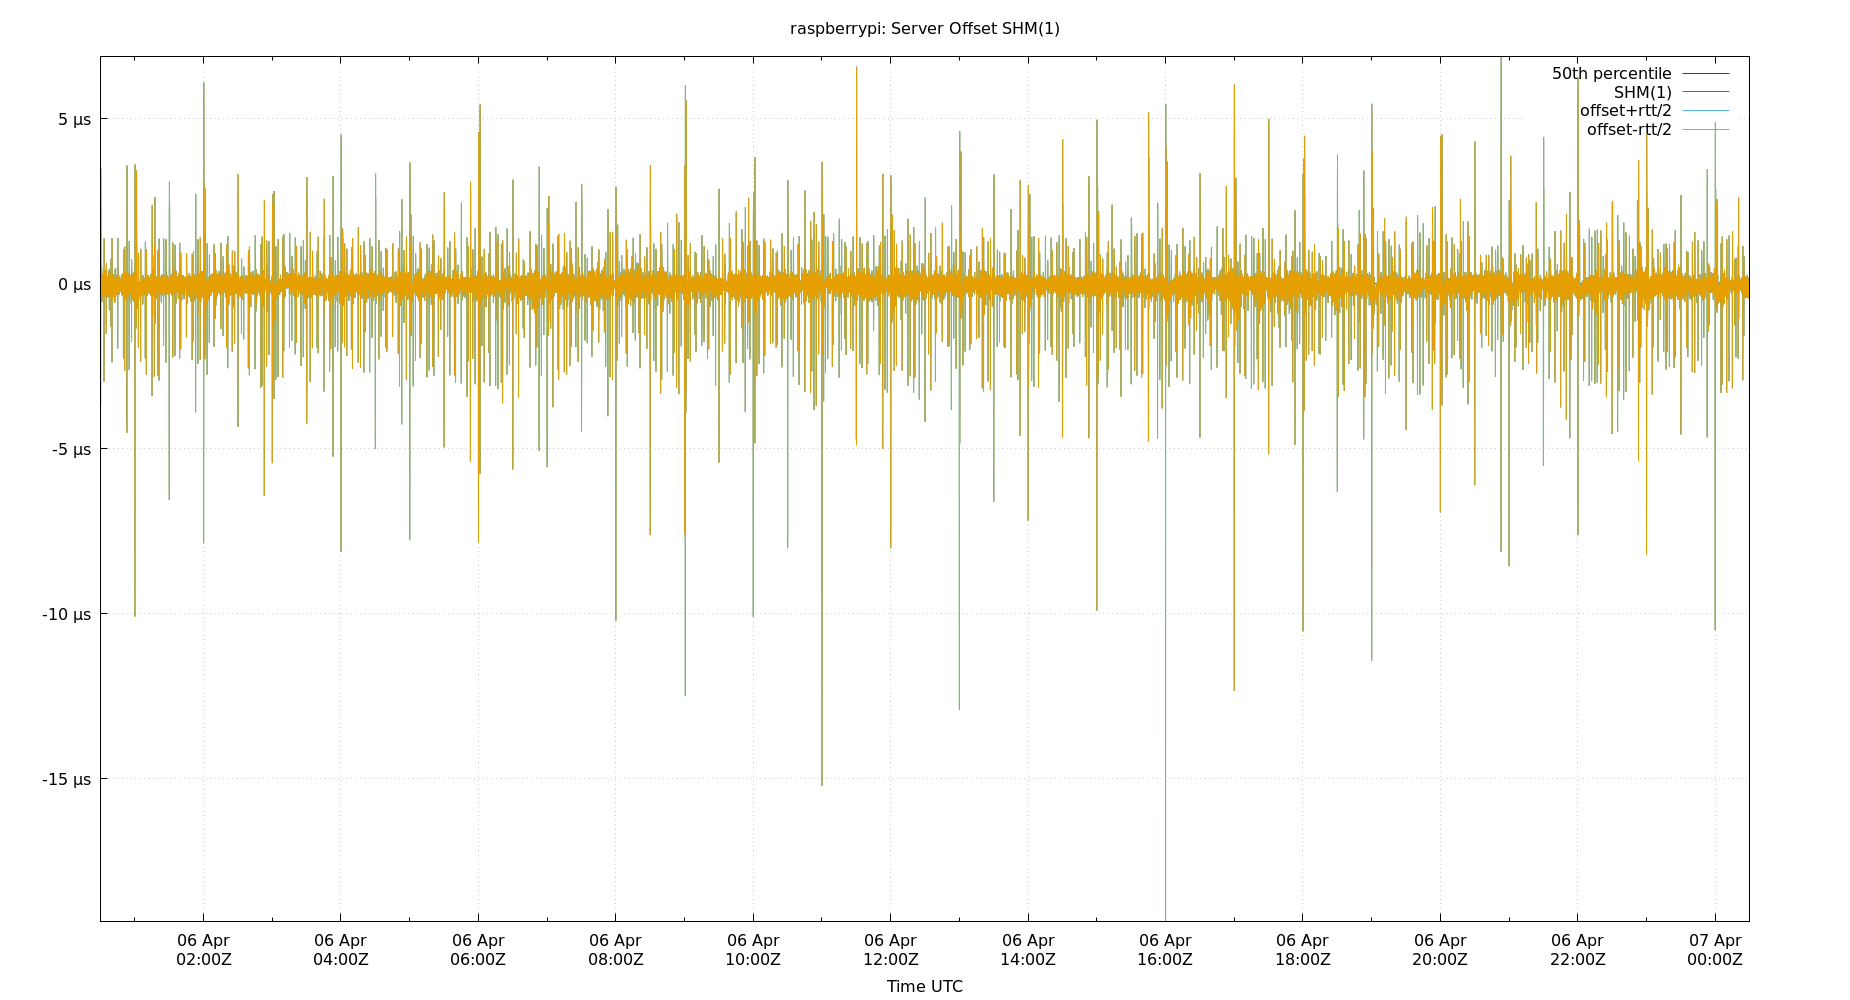 raspberrypi: Server Offset SHM(1)
50th percentile
SHM(1)
offset+rtt/2
offset-rtt/2
5 µs
0 µs
-5 µs
-10 µs
-15 µs
06 Apr 06 Apr 06 Apr 06 Apr 06 Apr 06 Apr 06 Apr 06 Apr 06 Apr 06 Apr 06 Apr 07 Apr
02:00Z 04:00Z 06:00Z 08:00Z 10:00Z 12:00Z 14:00Z 16:00Z 18:00Z 20:00Z 22:00Z 00:00Z
Time UTC